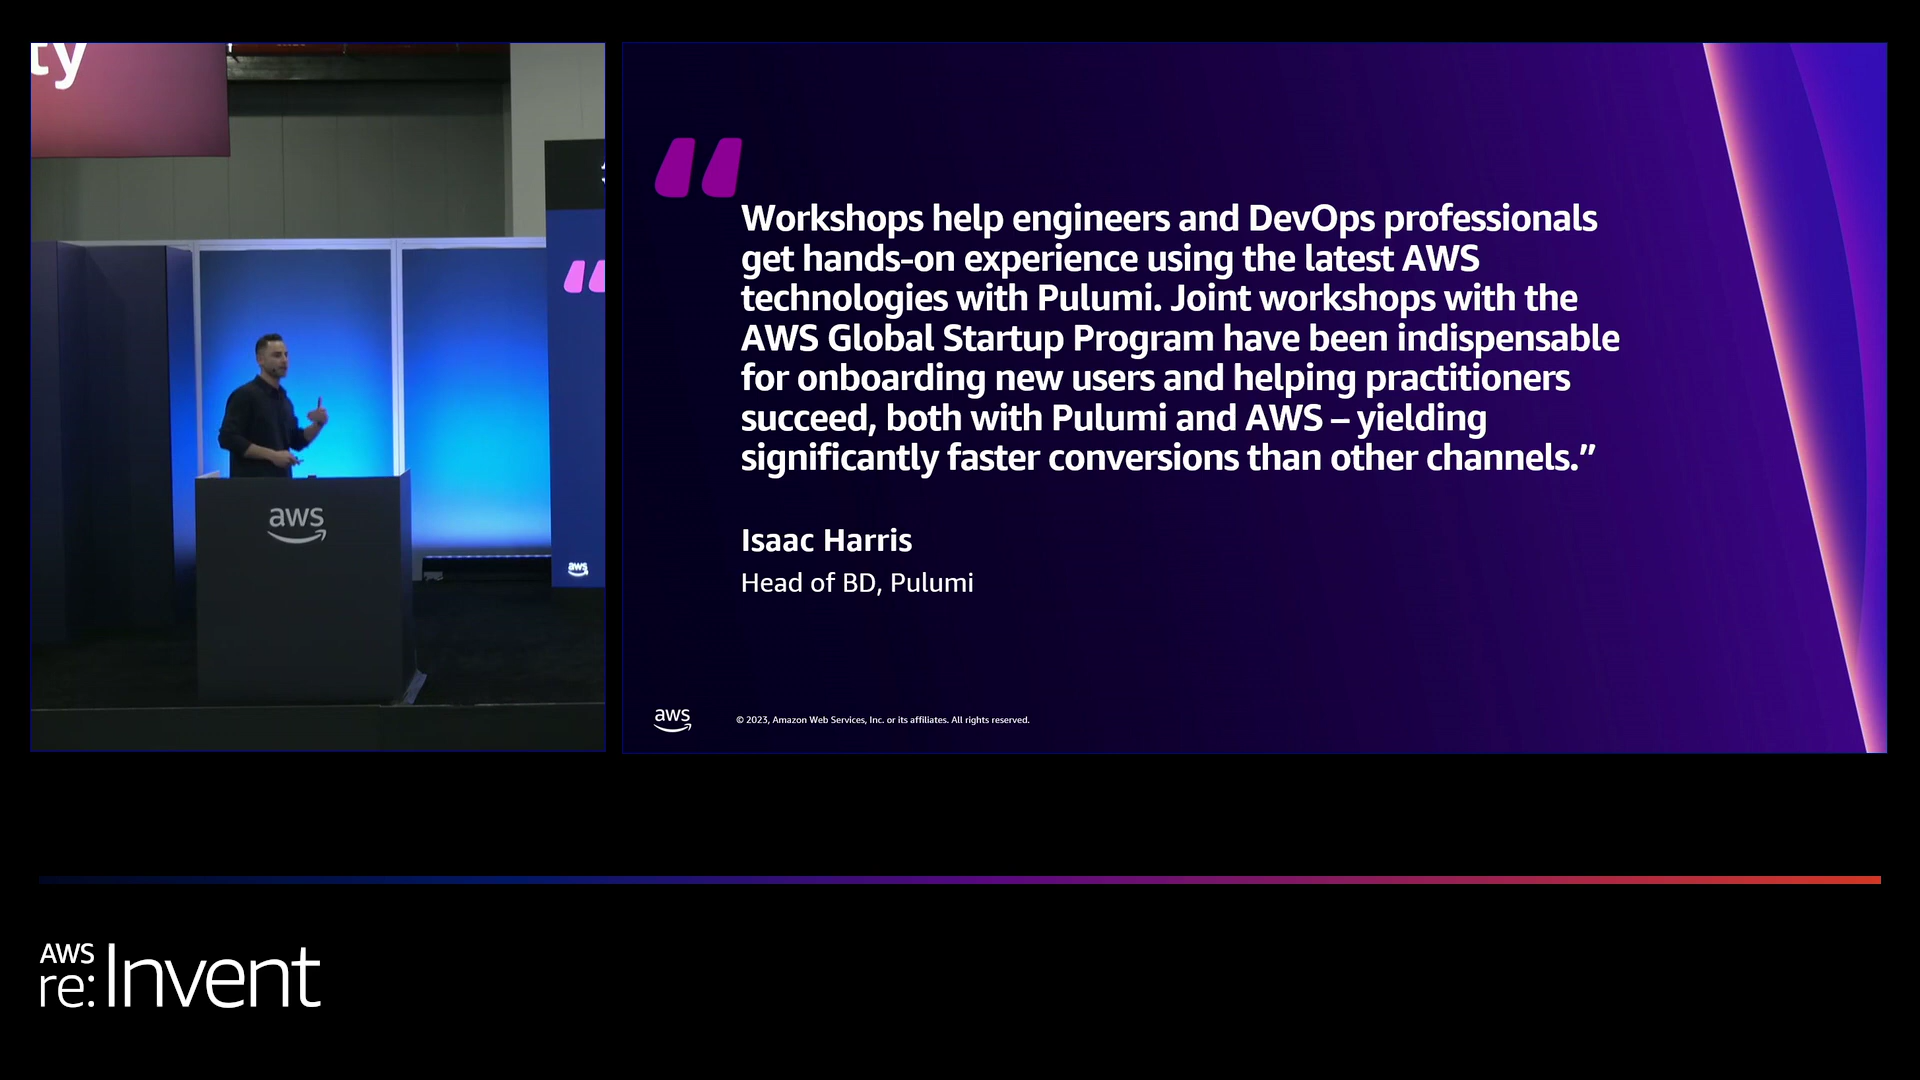 ty
aws
aws
“
Workshops help engineers and DevOps professionals
get hands-on experience using the latest AWS
technologies with Pulumi. Joint workshops with the
AWS Global Startup Program have been indispensable
for onboarding new users and helping practitioners
succeed, both with Pulumi and AWS – yielding
significantly faster conversions than other channels.”
Isaac Harris
Head of BD, Pulumi
aws
© 2023, Amazon Web Services, Inc. or its affiliates. All rights reserved.
AWS
re:Invent